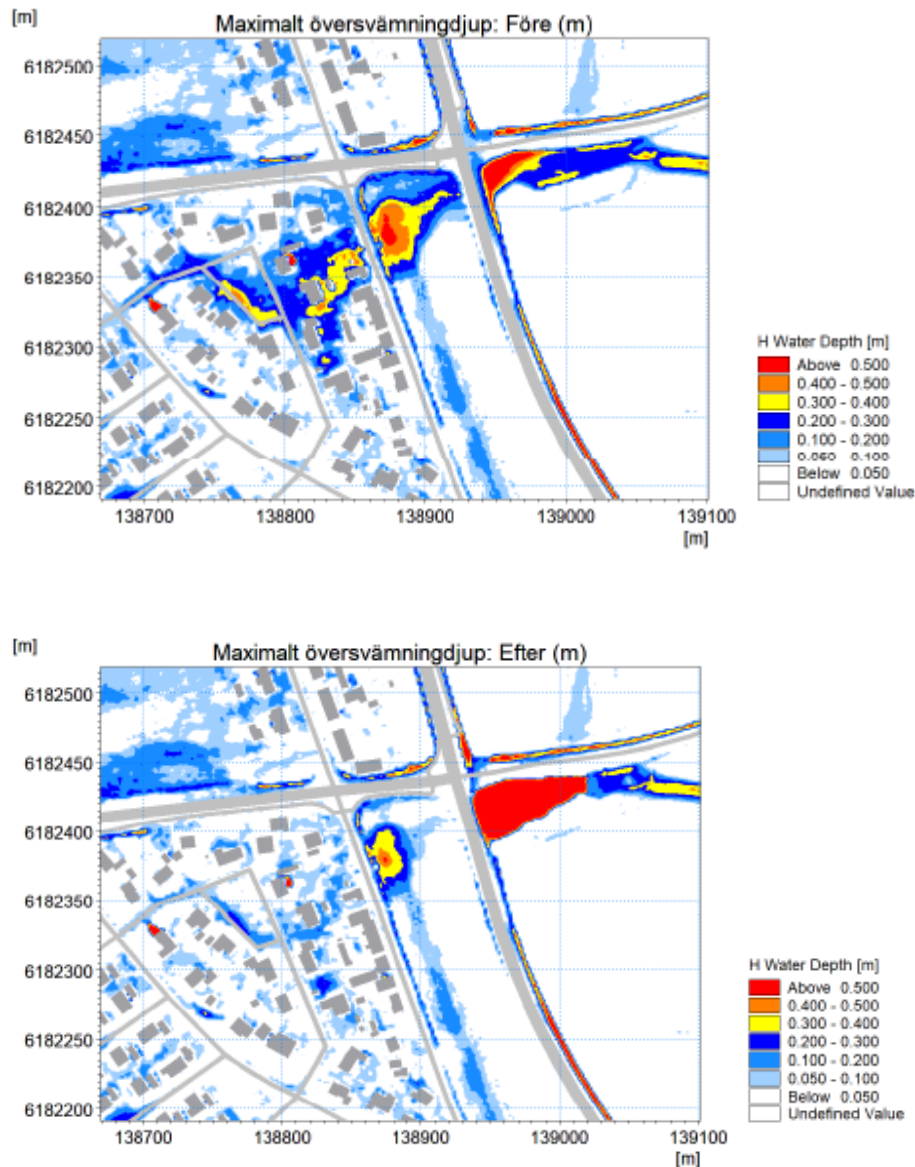 [m]
Maximalt översvämningdjup: Före (m)
6182500
6182450
6182400
6182350
6182300
6182250
6182200
138700 138800 138900 139000 139100
[m]
H Water Depth [m]
Above 0.500
0.400 - 0.500
0.300 - 0.400
0.200 - 0.300
0.100 - 0.200
0.050 - 0.100
Below 0.050
Undefined Value
[m]
Maximalt översvämningdjup: Efter (m)
6182500
6182450
6182400
6182350
6182300
6182250
6182200
138700 138800 138900 139000 139100
[m]
H Water Depth [m]
Above 0.500
0.400 - 0.500
0.300 - 0.400
0.200 - 0.300
0.100 - 0.200
0.050 - 0.100
Below 0.050
Undefined Value